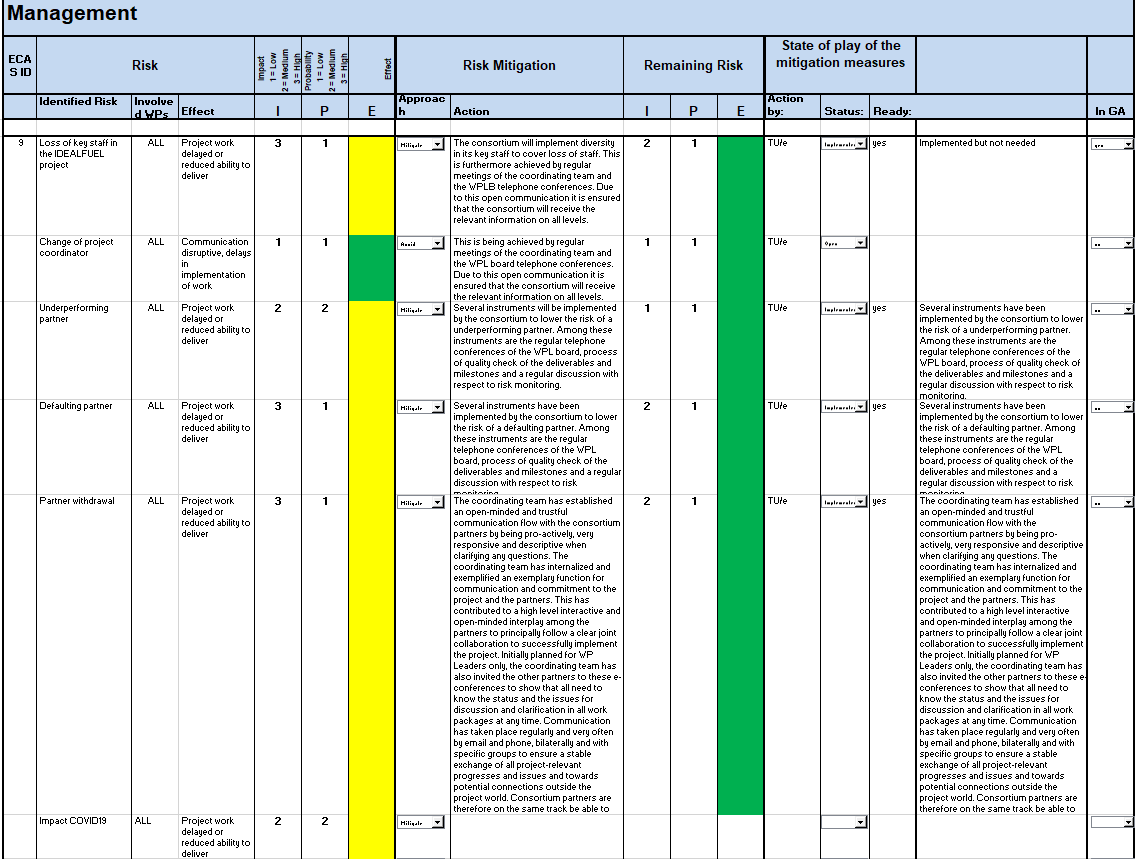 Management
ECA
S ID
Risk
Impact
1 = Low
2 = Medium
3 = High
Probability
1 = Low
2 = Medium
3 = High
Effect
Risk Mitigation
Remaining Risk
State of play of the
mitigation measures
Identified Risk
Involve
d WPs
Effect
I
P
E
Approac
h
Action
I
P
E
Action
by:
Status:
Ready:
In GA
9
Loss of key staff in
the IDEALFUEL
project
ALL
Project work
delayed or
reduced ability to
deliver
3
1
Mitigate
The consortium will implement diversity
in its key staff to cover loss of staff. This
is furthermore achieved by regular
meetings of the coordinating team and
the WPLB telephone conferences. Due
to this open communication it is ensured
that the consortium will receive the
relevant information on all levels.
2
1
TU/e
yes
Implemented but not needed
yes
Change of project
coordinator
ALL
Communication
disruptive, delays
in
implementation
of work
1
1
Avoid
This is being achieved by regular
meetings of the coordinating team and
the WPL board telephone conferences.
Due to this open communication it is
ensured that the consortium will receive
the relevant information on all levels.
1
1
TU/e
Open
Underperforming
partner
ALL
Project work
delayed or
reduced ability to
deliver
2
2
Mitigate
Several instruments will be implemented
by the consortium to lower the risk of a
underperforming partner. Among these
instruments are the regular telephone
conferences of the WPL board, process
of quality check of the deliverables and
milestones and a regular discussion with
respect to risk monitoring.
1
1
TU/e
yes
Several instruments have been
implemented by the consortium to lower
the risk of a underperforming partner.
Among these instruments are the
regular telephone conferences of the
WPL board, process of quality check of
the deliverables and milestones and a
regular discussion with respect to risk
monitoring.
Defaulting partner
ALL
Project work
delayed or
reduced ability to
deliver
3
1
Mitigate
Several instruments have been
implemented by the consortium to lower
the risk of a defaulting partner. Among
these instruments are the regular
telephone conferences of the WPL
board, process of quality check of the
deliverables and milestones and a regular
discussion with respect to risk
monitoring.
2
1
TU/e
yes
Several instruments have been
implemented by the consortium to lower
the risk of a defaulting partner. Among
these instruments are the regular
telephone conferences of the WPL
board, process of quality check of the
deliverables and milestones and a
regular discussion with respect to risk
monitoring.
Partner withdrawal
ALL
Project work
delayed or
reduced ability to
deliver
3
1
Mitigate
The coordinating team has established
an open-minded and trustful
communication flow with the consortium
partners by being pro-actively, very
responsive and descriptive when
clarifying any questions. The
coordinating team has internalized and
exemplified an exemplary function for
communication and commitment to the
project and the partners. This has
contributed to a high level interactive and
open-minded interplay among the
partners to principally follow a clear joint
collaboration to successfully implement
the project. Initially planned for WP
Leaders only, the coordinating team has
also invited the other partners to these e-
conferences to show that all need to
know the status and the issues for
discussion and clarification in all work
packages at any time. Communication
has taken place regularly and very often
by email and phone, bilaterally and with
specific groups to ensure a stable
exchange of all project-relevant
progresses and issues and towards
potential connections outside the
project world. Consortium partners are
therefore on the same track be able to
2
1
TU/e
yes
The coordinating team has established
an open-minded and trustful
communication flow with the
consortium partners by being pro-
actively, very responsive and descriptive
when clarifying any questions. The
coordinating team has internalized and
exemplified an exemplary function for
communication and commitment to the
project and the partners. This has
contributed to a high level interactive
and open-minded interplay among the
partners to principally follow a clear joint
collaboration to successfully implement
the project. Initially planned for WP
Leaders only, the coordinating team has
also invited the other partners to these e-
conferences to show that all need to
know the status and the issues for
discussion and clarification in all work
packages at any time. Communication
has taken place regularly and very often
by email and phone, bilaterally and with
specific groups to ensure a stable
exchange of all project-relevant
progresses and issues and towards
potential connections outside the
project world. Consortium partners are
therefore on the same track be able to
Impact COVID19
ALL
Project work
delayed or
reduced ability to
deliver
2
2
Mitigate